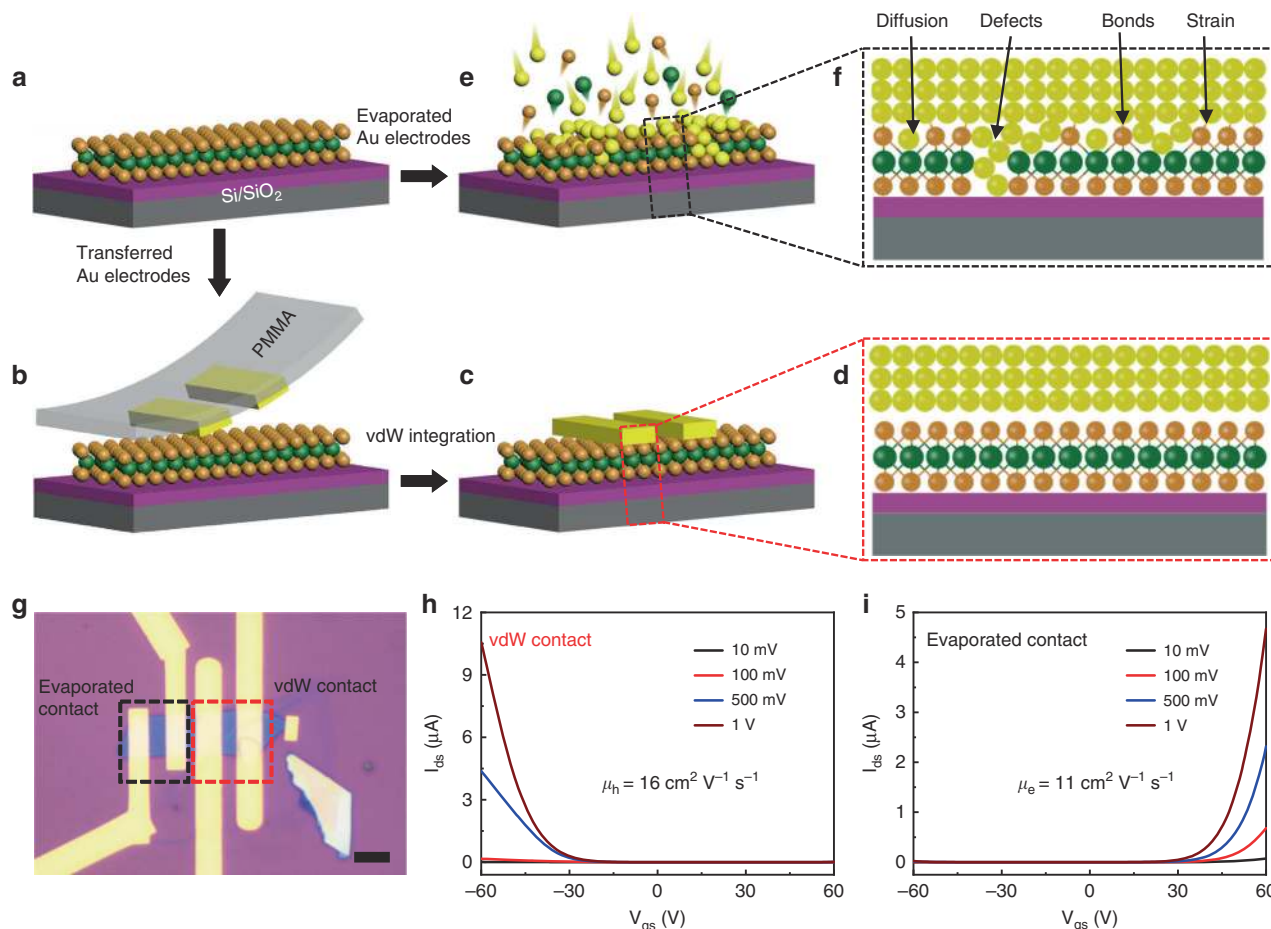 a
Si/SiO₂
Evaporated
Au electrodes
e
f
Diffusion
Defects
Bonds
Strain
Transferred
Au electrodes
b
PMMA
vdW integration
c
d
g
Evaporated
contact
vdW contact
h
vdW contact
10 mV
100 mV
500 mV
1 V
μh = 16 cm² V⁻¹ s⁻¹
Ids (μA)
12
9
6
3
0
–60
–30
0
30
60
Vgs (V)
i
Evaporated contact
10 mV
100 mV
500 mV
1 V
μe = 11 cm² V⁻¹ s⁻¹
Ids (μA)
5
4
3
2
1
0
–60
–30
0
30
60
Vgs (V)